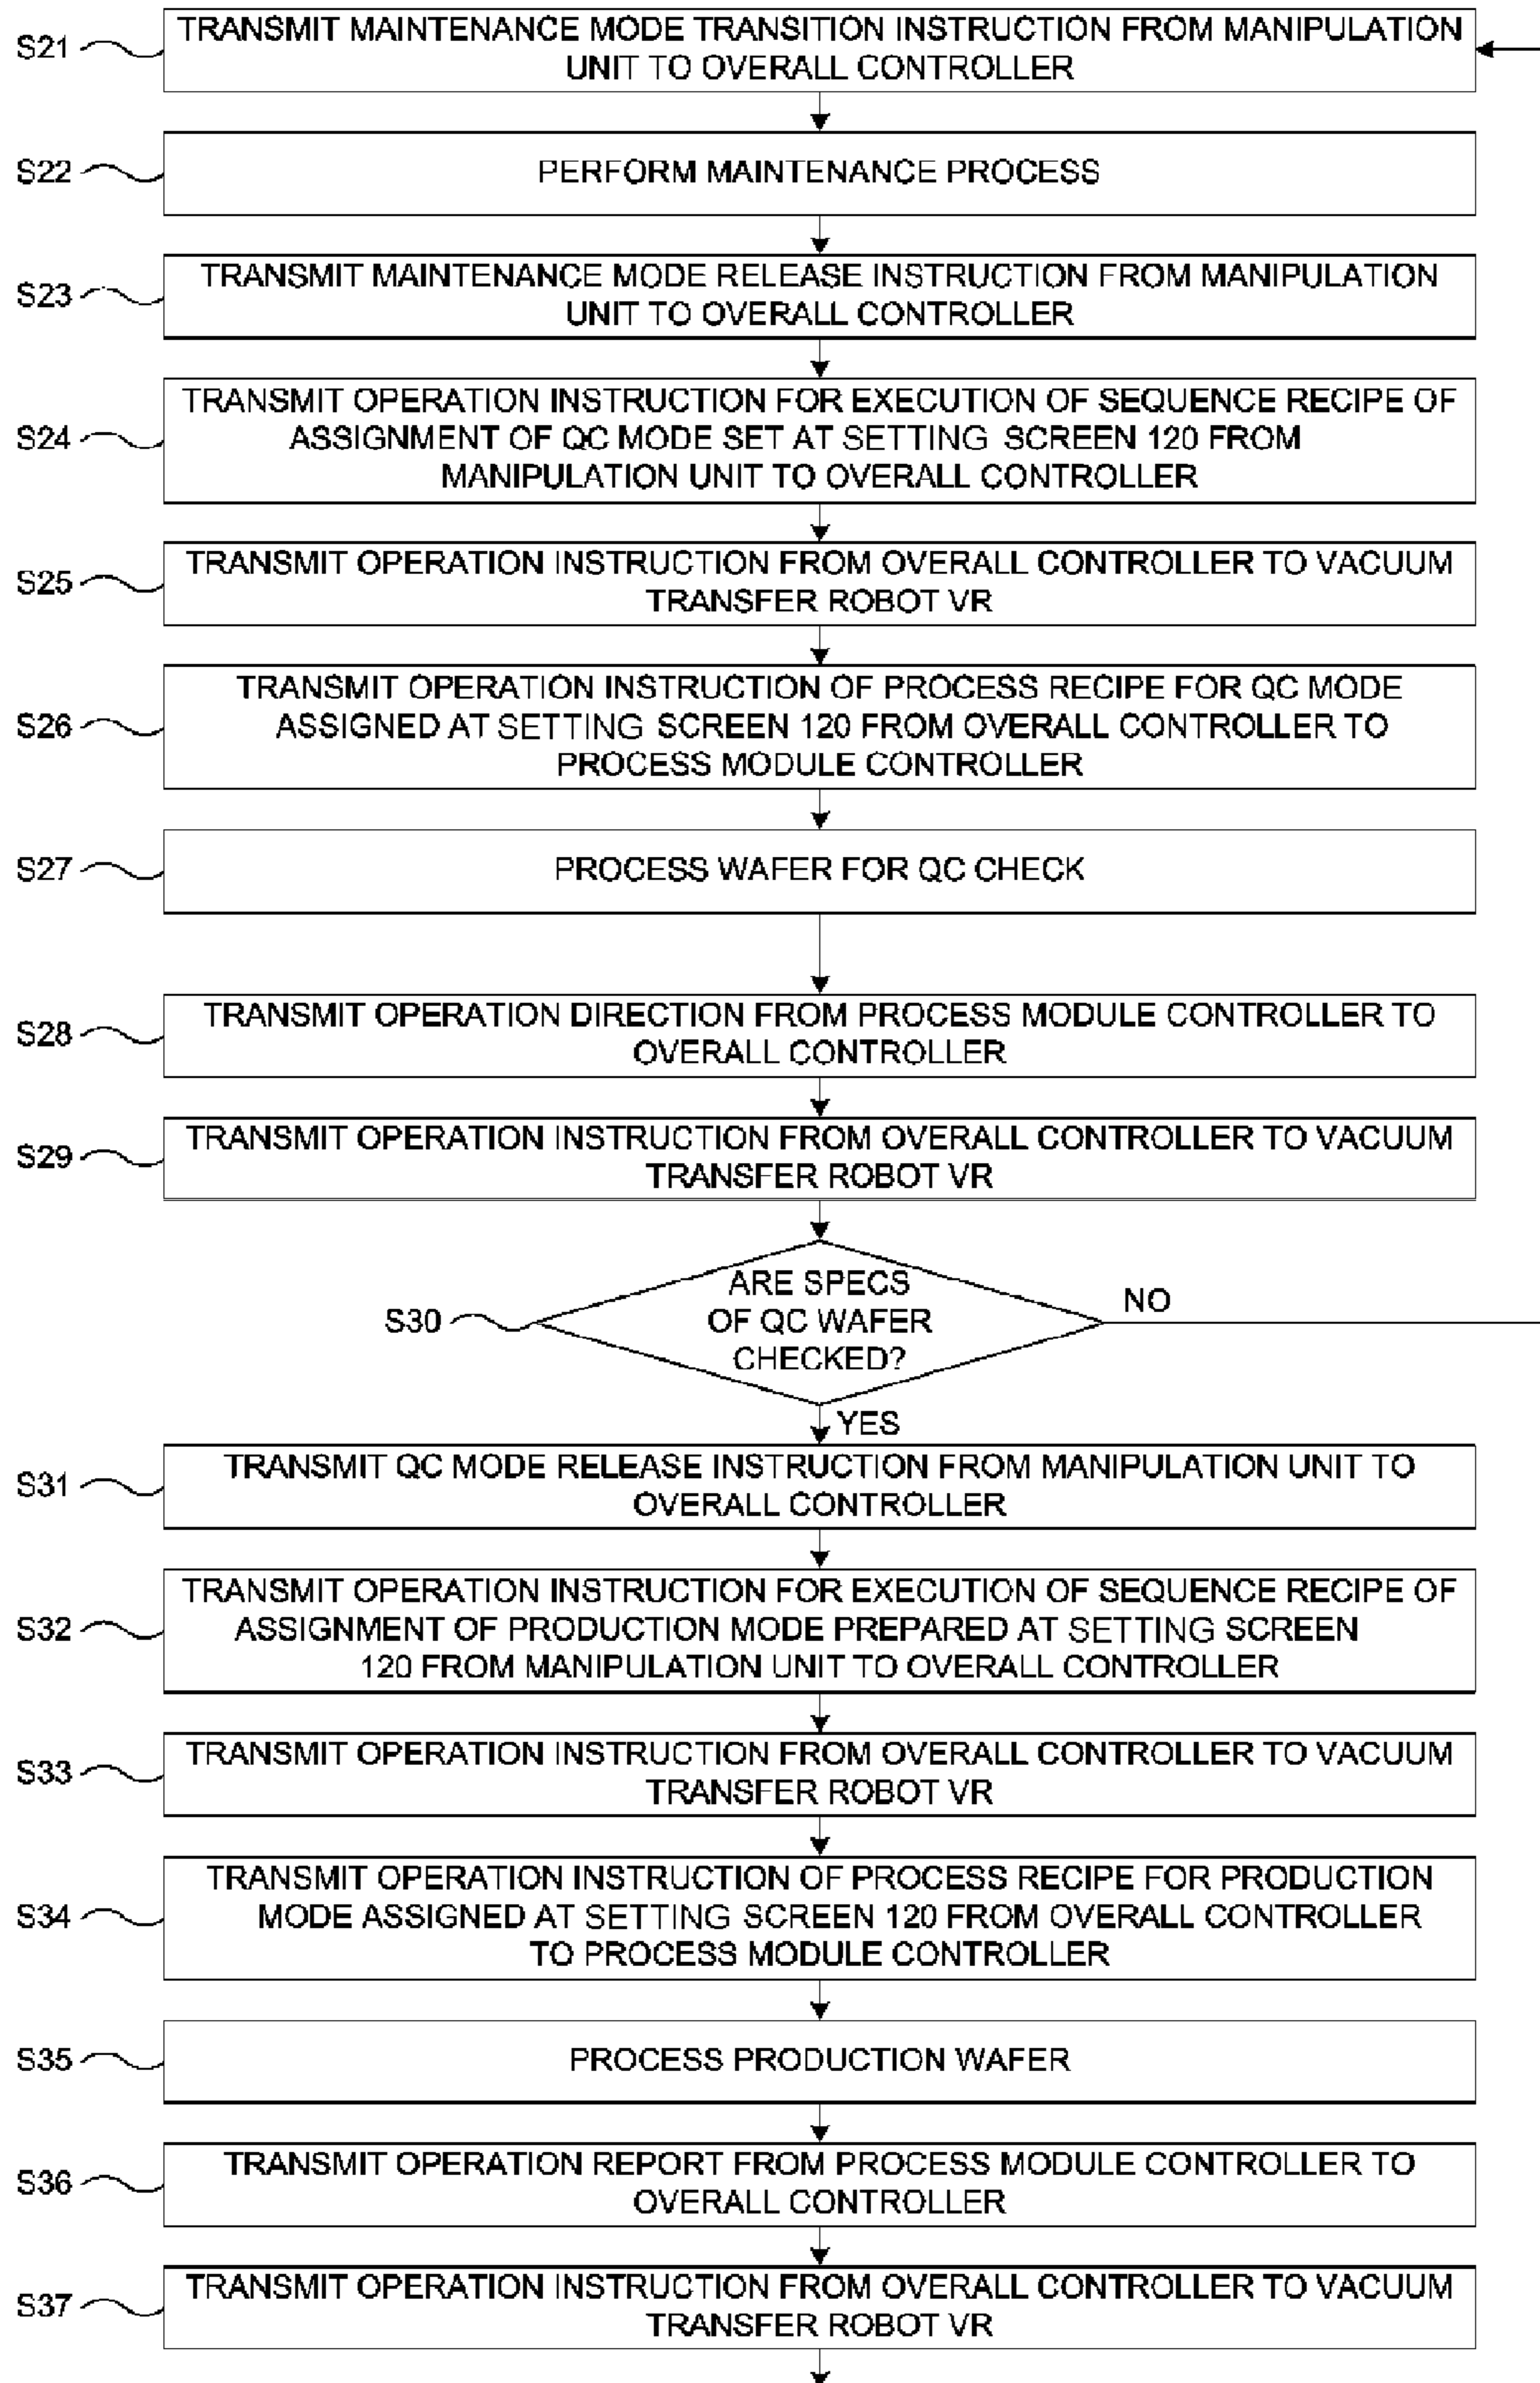 S21
TRANSMIT MAINTENANCE MODE TRANSITION INSTRUCTION FROM MANIPULATION
UNIT TO OVERALL CONTROLLER
S22
PERFORM MAINTENANCE PROCESS
S23
TRANSMIT MAINTENANCE MODE RELEASE INSTRUCTION FROM MANIPULATION
UNIT TO OVERALL CONTROLLER
S24
TRANSMIT OPERATION INSTRUCTION FOR EXECUTION OF SEQUENCE RECIPE OF
ASSIGNMENT OF QC MODE SET AT SETTING SCREEN 120 FROM
MANIPULATION UNIT TO OVERALL CONTROLLER
S25
TRANSMIT OPERATION INSTRUCTION FROM OVERALL CONTROLLER TO VACUUM
TRANSFER ROBOT VR
S26
TRANSMIT OPERATION INSTRUCTION OF PROCESS RECIPE FOR QC MODE
ASSIGNED AT SETTING SCREEN 120 FROM OVERALL CONTROLLER TO
PROCESS MODULE CONTROLLER
S27
PROCESS WAFER FOR QC CHECK
S28
TRANSMIT OPERATION DIRECTION FROM PROCESS MODULE CONTROLLER TO
OVERALL CONTROLLER
S29
TRANSMIT OPERATION INSTRUCTION FROM OVERALL CONTROLLER TO VACUUM
TRANSFER ROBOT VR
S30
ARE SPECS
OF QC WAFER
CHECKED?
NO
YES
S31
TRANSMIT QC MODE RELEASE INSTRUCTION FROM MANIPULATION UNIT TO
OVERALL CONTROLLER
S32
TRANSMIT OPERATION INSTRUCTION FOR EXECUTION OF SEQUENCE RECIPE OF
ASSIGNMENT OF PRODUCTION MODE PREPARED AT SETTING SCREEN
120 FROM MANIPULATION UNIT TO OVERALL CONTROLLER
S33
TRANSMIT OPERATION INSTRUCTION FROM OVERALL CONTROLLER TO VACUUM
TRANSFER ROBOT VR
S34
TRANSMIT OPERATION INSTRUCTION OF PROCESS RECIPE FOR PRODUCTION
MODE ASSIGNED AT SETTING SCREEN 120 FROM OVERALL CONTROLLER
TO PROCESS MODULE CONTROLLER
S35
PROCESS PRODUCTION WAFER
S36
TRANSMIT OPERATION REPORT FROM PROCESS MODULE CONTROLLER TO
OVERALL CONTROLLER
S37
TRANSMIT OPERATION INSTRUCTION FROM OVERALL CONTROLLER TO VACUUM
TRANSFER ROBOT VR